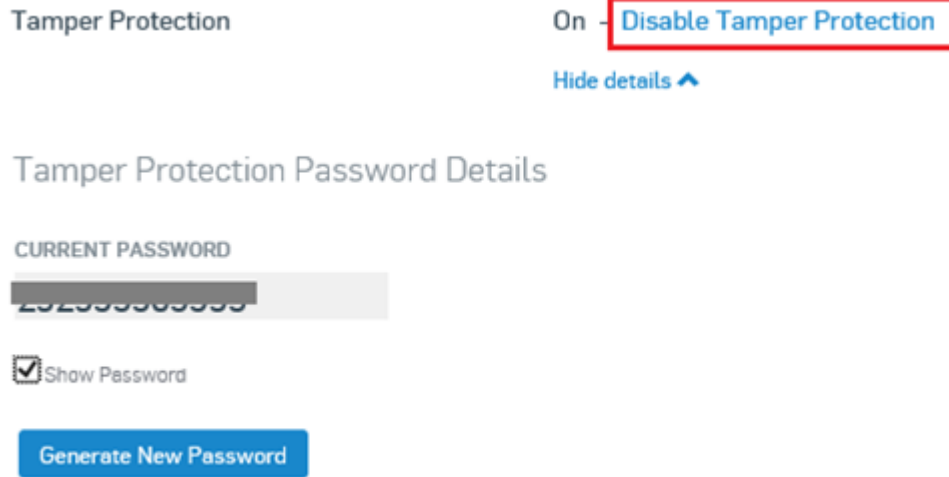 Tamper Protection On - Disable Tamper Protection
Hide details
Tamper Protection Password Details
CURRENT PASSWORD
Show Password
Generate New Password